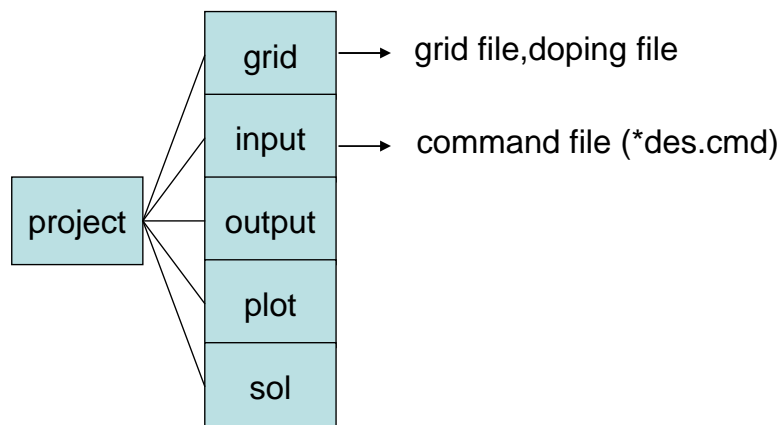 grid
grid file,doping file
input
command file (*des.cmd)
project
output
plot
sol